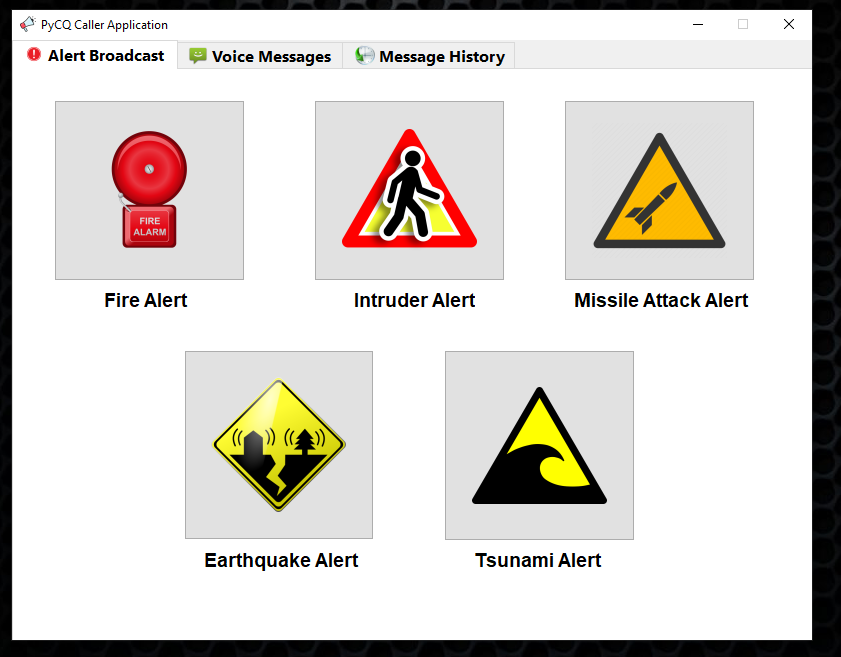 PyCQ Caller Application
Alert Broadcast
Voice Messages
Message History
FIRE
ALARM
Fire Alert
Intruder Alert
Missile Attack Alert
Earthquake Alert
Tsunami Alert